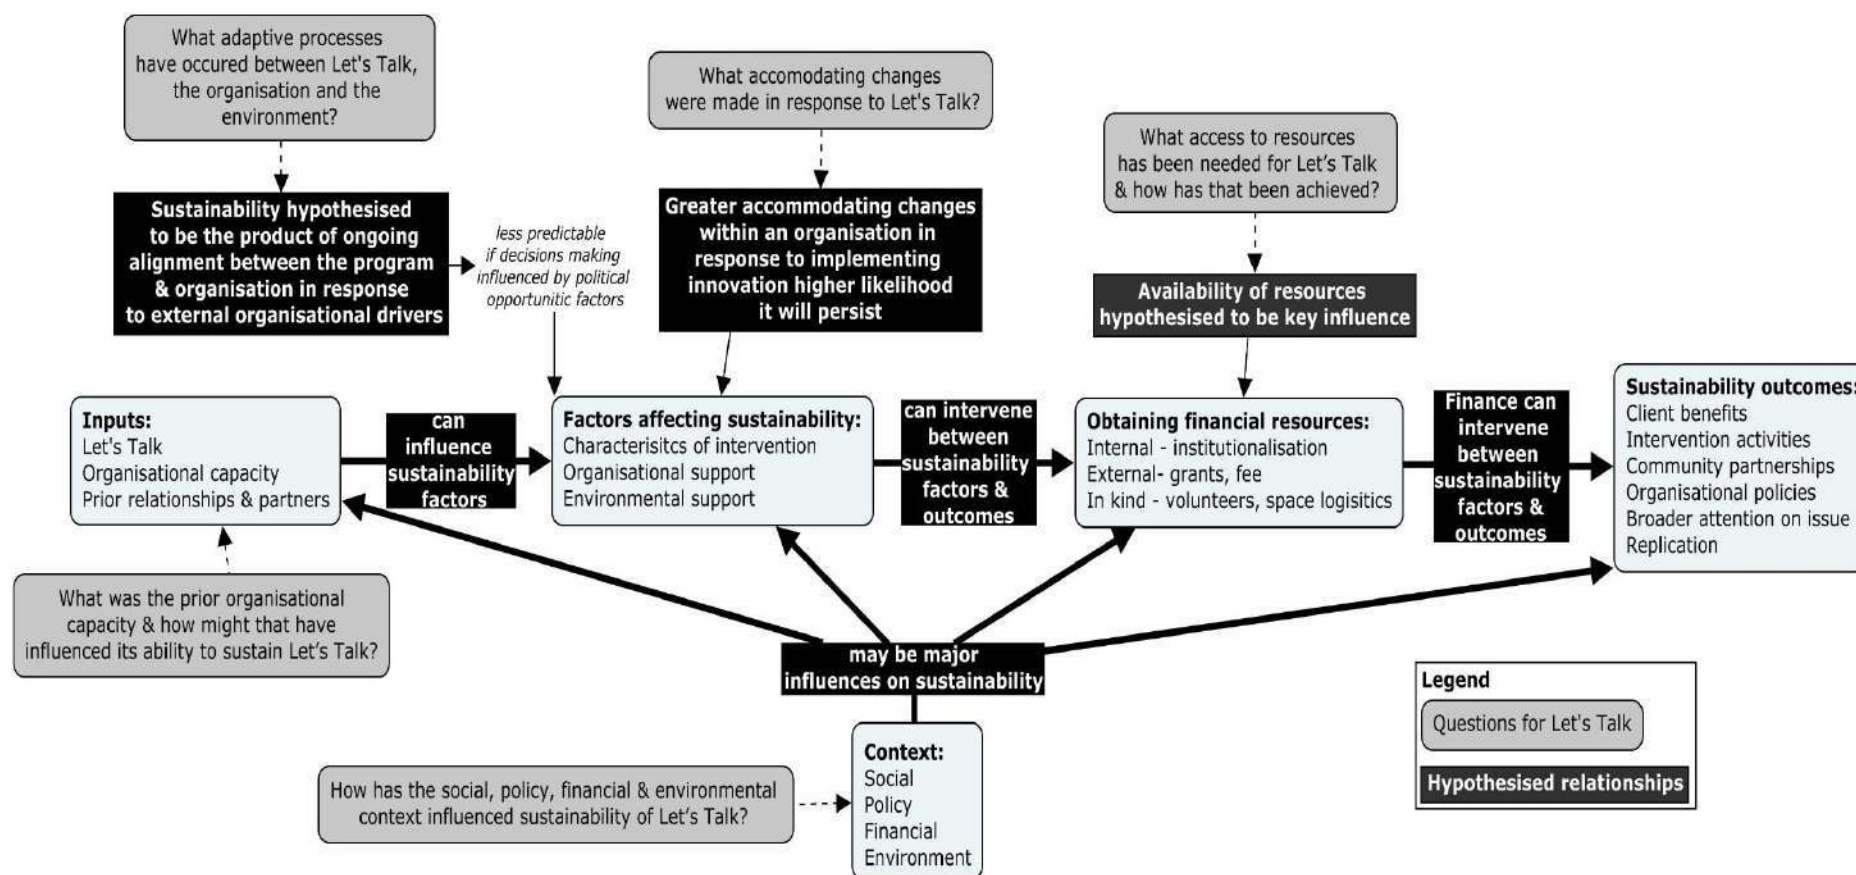 What adaptive processes
have occured between Let's Talk,
the organisation and the
environment?
What accomodating changes
were made in response to Let's Talk?
What access to resources
has been needed for Let's Talk
& how has that been achieved?
Sustainability hypothesised
to be the product of ongoing
alignment between the program
& organisation in response
to external organisational drivers
less predictable
if decisions making
influenced by political
opportunitic factors
Greater accommodating changes
within an organisation in
response to implementing
innovation higher likelihood
it will persist
Availability of resources
hypothesised to be key influence
Inputs:
Let's Talk
Organisational capacity
Prior relationships & partners
can
influence
sustainability
factors
Factors affecting sustainability:
Characterisitcs of intervention
Organisational support
Environmental support
can intervene
between
sustainability
factors &
outcomes
Obtaining financial resources:
Internal - institutionalisation
External- grants, fee
In kind - volunteers, space logisitics
Finance can
intervene
between
sustainability
factors &
outcomes
Sustainability outcomes:
Client benefits
Intervention activities
Community partnerships
Organisational policies
Broader attention on issue
Replication
What was the prior organisational
capacity & how might that have
influenced its ability to sustain Let's Talk?
may be major
influences on sustainability
How has the social, policy, financial & environmental
context influenced sustainability of Let's Talk?
Context:
Social
Policy
Financial
Environment
Legend
Questions for Let's Talk
Hypothesised relationships